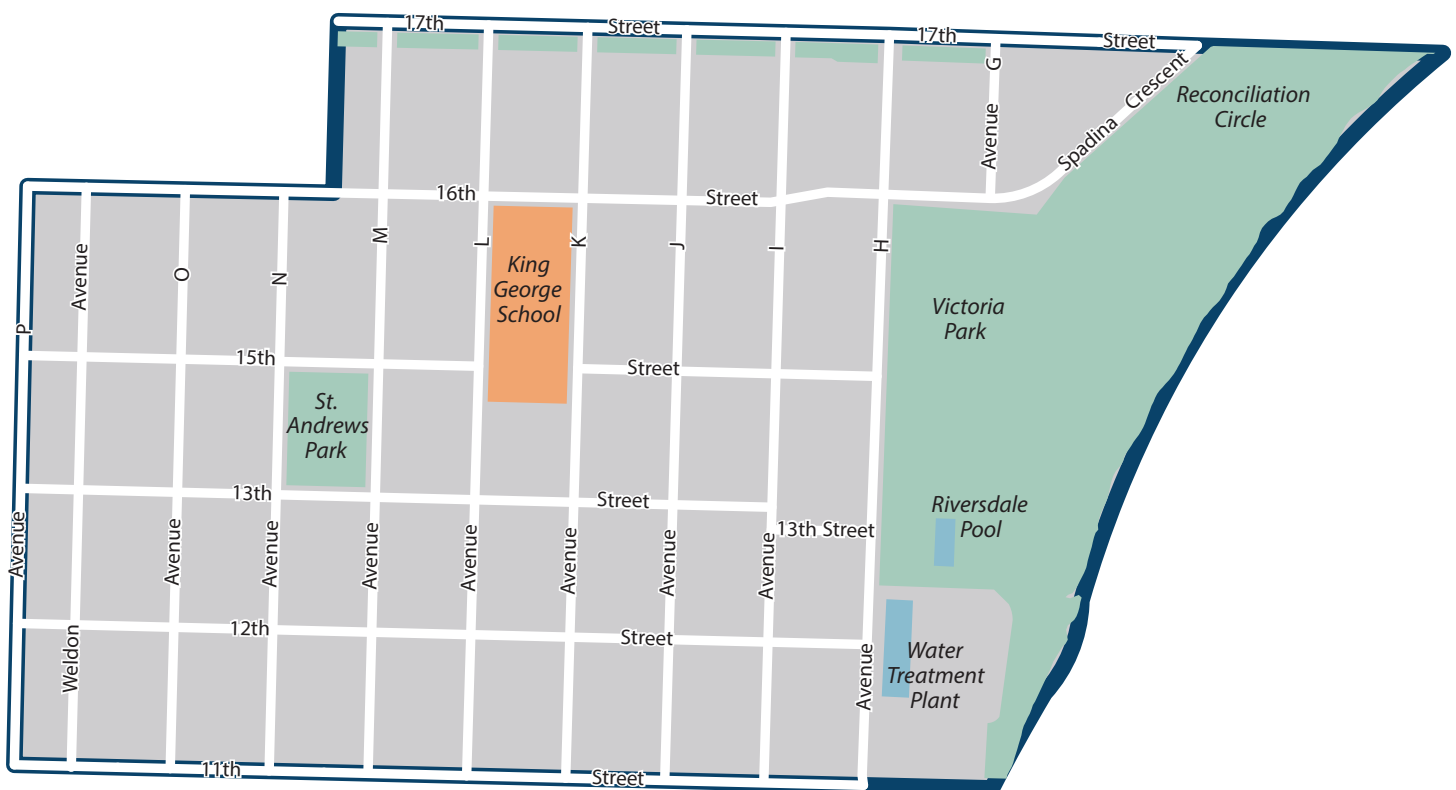 17th
Street
17th
Street
G
Avenue
Spadina
Crescent
Reconciliation
Circle
16th
Street
P
Avenue
O
N
M
L
K
J
I
H
King
George
School
Victoria
Park
15th
Street
St.
Andrews
Park
13th
Street
13th Street
Riversdale
Pool
Avenue
Avenue
Avenue
Avenue
Avenue
Avenue
Avenue
Avenue
12th
Street
Weldon
Avenue
Water
Treatment
Plant
11th
Street